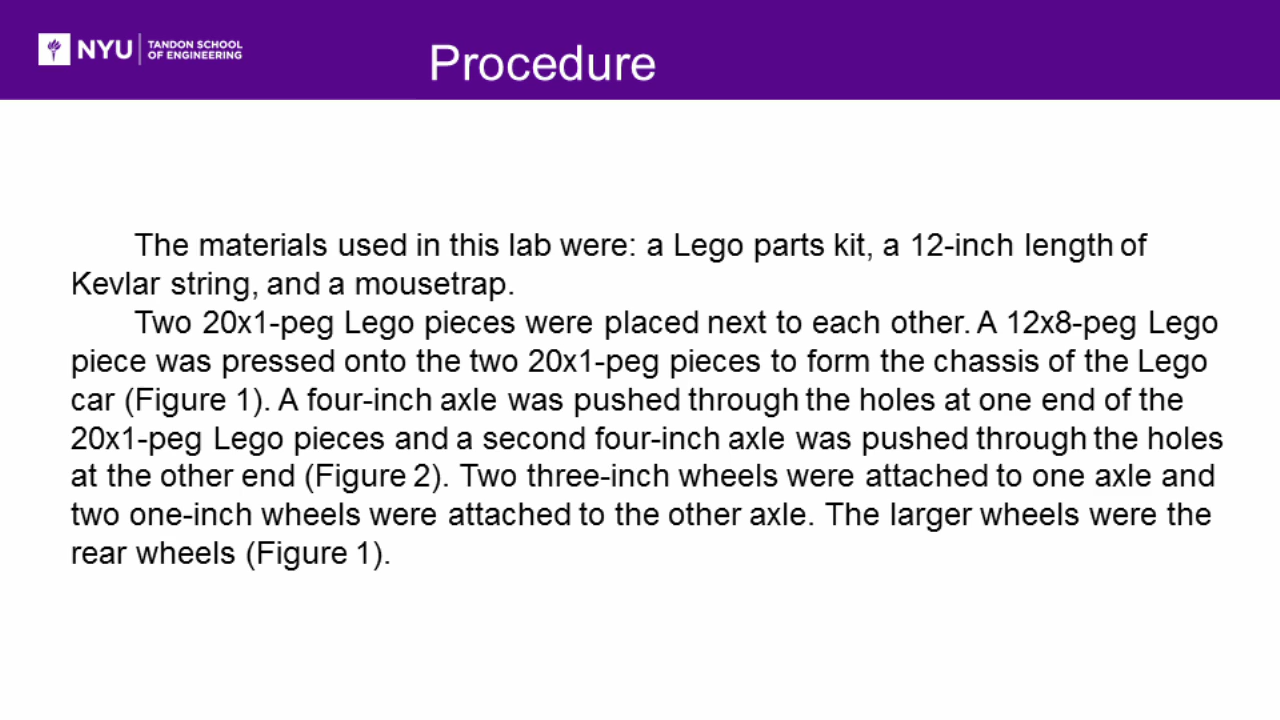 NYU
TANDON SCHOOL
OF ENGINEERING
Procedure
The materials used in this lab were: a Lego parts kit, a 12-inch length of
Kevlar string, and a mousetrap.
Two 20x1-peg Lego pieces were placed next to each other. A 12x8-peg Lego
piece was pressed onto the two 20x1-peg pieces to form the chassis of the Lego
car (Figure 1). A four-inch axle was pushed through the holes at one end of the
20x1-peg Lego pieces and a second four-inch axle was pushed through the holes
at the other end (Figure 2). Two three-inch wheels were attached to one axle and
two one-inch wheels were attached to the other axle. The larger wheels were the
rear wheels (Figure 1).